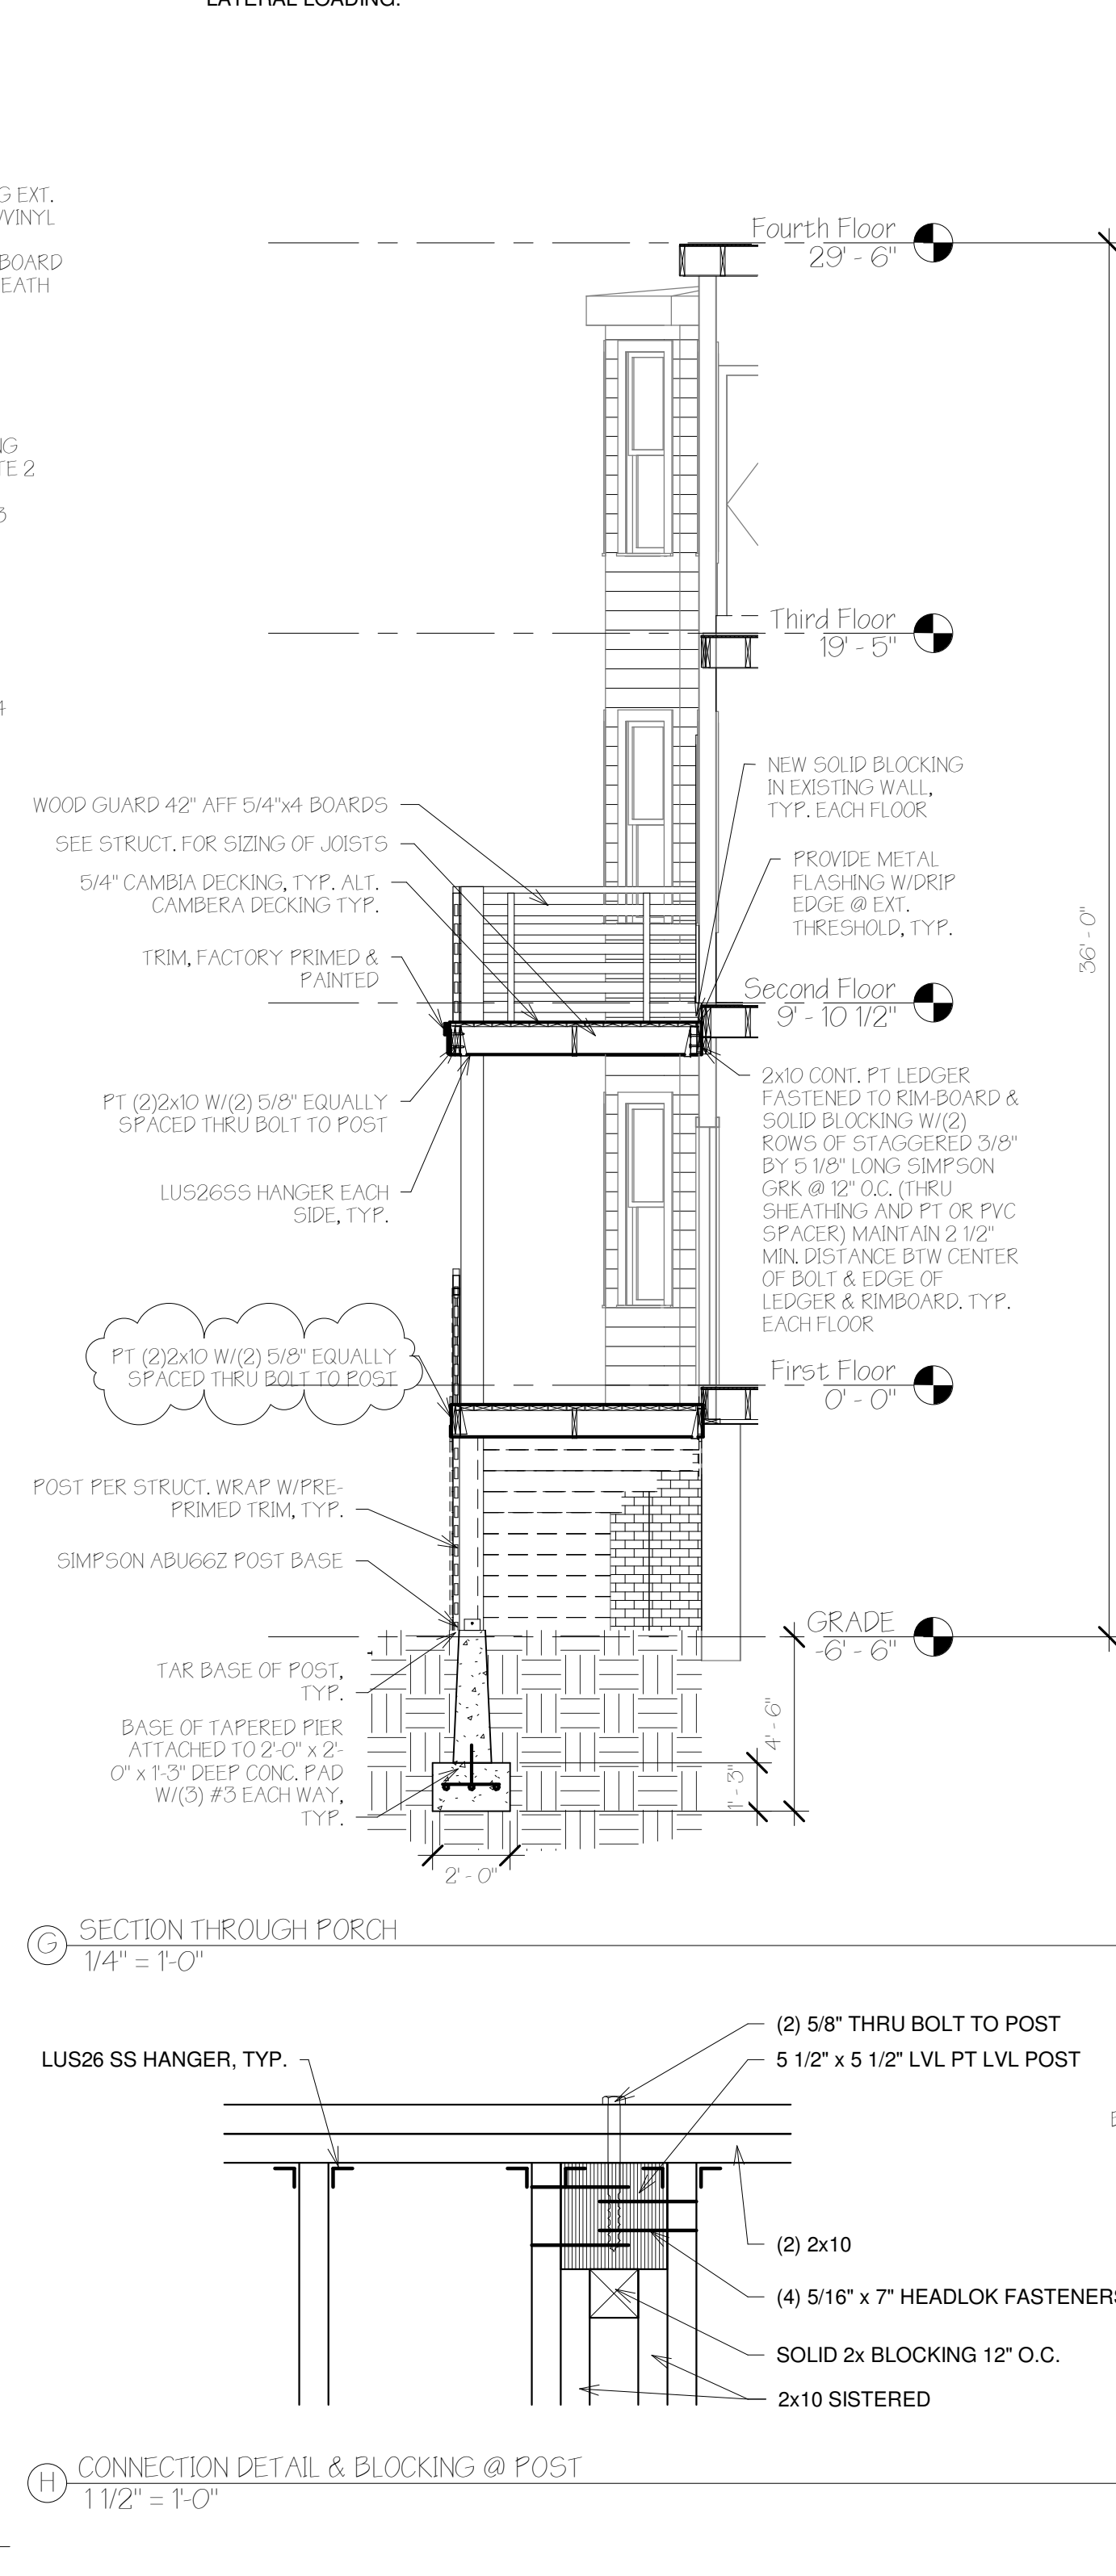 LATERAL LOADING.
G EXT.
/VINYL
BOARD
EATH
NG
TE 2
3
4
Fourth Floor
29' - 6"
Third Floor
19' - 5"
WOOD GUARD 42" AFF 5/4"x4 BOARDS
SEE STRUCT. FOR SIZING OF JOISTS
5/4" CAMBIA DECKING, TYP. ALT.
CAMBERA DECKING TYP.
TRIM, FACTORY PRIMED &
PAINTED
NEW SOLID BLOCKING
IN EXISTING WALL,
TYP. EACH FLOOR
PROVIDE METAL
FLASHING W/DRIP
EDGE @ EXT.
THRESHOLD, TYP.
36' - 0"
Second Floor
9' - 10 1/2"
PT (2)2x10 W/(2) 5/8" EQUALLY
SPACED THRU BOLT TO POST
LUS26SS HANGER EACH
SIDE, TYP.
2x10 CONT. PT LEDGER
FASTENED TO RIM-BOARD &
SOLID BLOCKING W/(2)
ROWS OF STAGGERED 3/8"
BY 5 1/8" LONG SIMPSON
GRK @ 12" O.C. (THRU
SHEATHING AND PT OR PVC
SPACER) MAINTAIN 2 1/2"
MIN. DISTANCE BTW CENTER
OF BOLT & EDGE OF
LEDGER & RIMBOARD. TYP.
EACH FLOOR
PT (2)2x10 W/(2) 5/8" EQUALLY
SPACED THRU BOLT TO POST
First Floor
0' - 0"
POST PER STRUCT. WRAP W/PRE-
PRIMED TRIM, TYP.
SIMPSON ABU66Z POST BASE
GRADE
-6' - 6"
TAR BASE OF POST,
TYP.
BASE OF TAPERED PIER
ATTACHED TO 2'-0" x 2'-
0" x 1'-3" DEEP CONC. PAD
W/(3) #3 EACH WAY,
TYP.
4' - 6"
1' - 3"
2' - 0"
G SECTION THROUGH PORCH
1/4" = 1'-0"
(2) 5/8" THRU BOLT TO POST
LUS26 SS HANGER, TYP.
5 1/2" x 5 1/2" LVL PT LVL POST
(2) 2x10
(4) 5/16" x 7" HEADLOK FASTENERS
SOLID 2x BLOCKING 12" O.C.
2x10 SISTERED
H CONNECTION DETAIL & BLOCKING @ POST
1 1/2" = 1'-0"